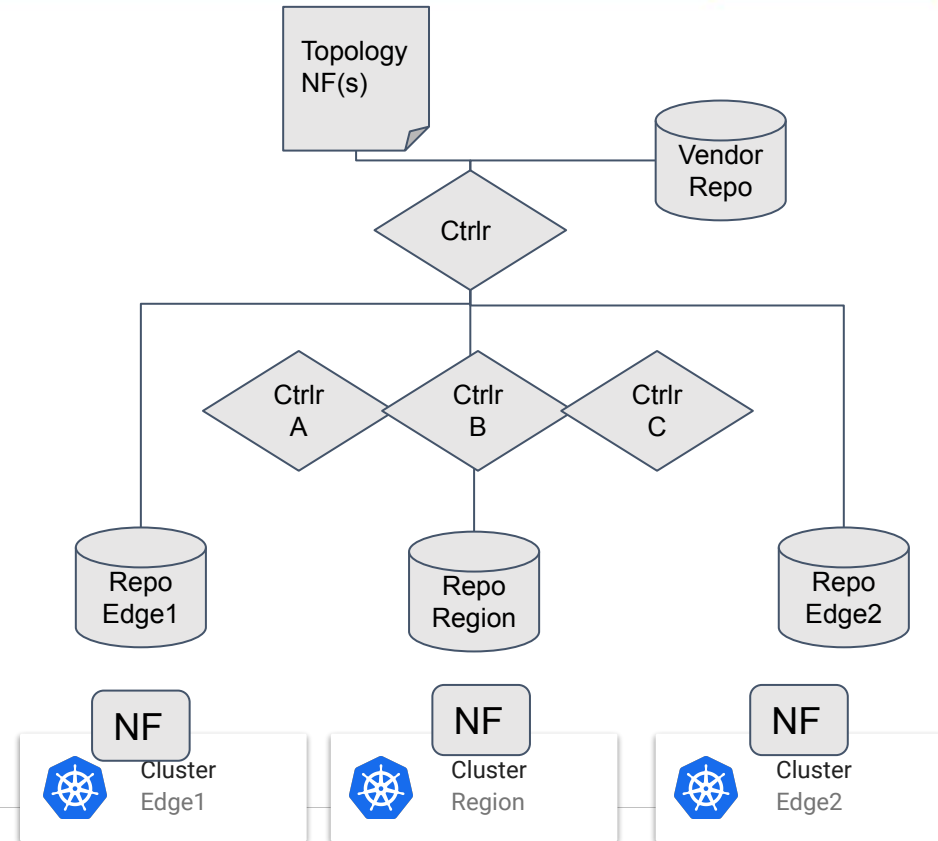 Topology
NF(s)
Vendor
Repo
Ctrlr
Ctrlr
A
Ctrlr
B
Ctrlr
C
Repo
Edge1
Repo
Region
Repo
Edge2
NF
NF
NF
Cluster
Edge1
Cluster
Region
Cluster
Edge2